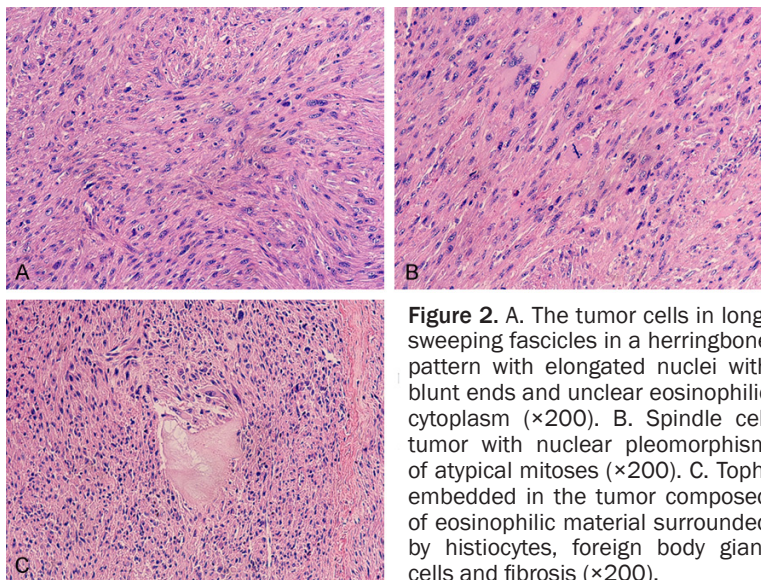 A
B
C
Figure 2. A. The tumor cells in long
sweeping fascicles in a herringbone
pattern with elongated nuclei with
blunt ends and unclear eosinophilic
cytoplasm (×200). B. Spindle cel
tumor with nuclear pleomorphism
of atypical mitoses (×200). C. Toph
embedded in the tumor composed
of eosinophilic material surrounded
by histiocytes, foreign body gian
cells and fibrosis (×200).